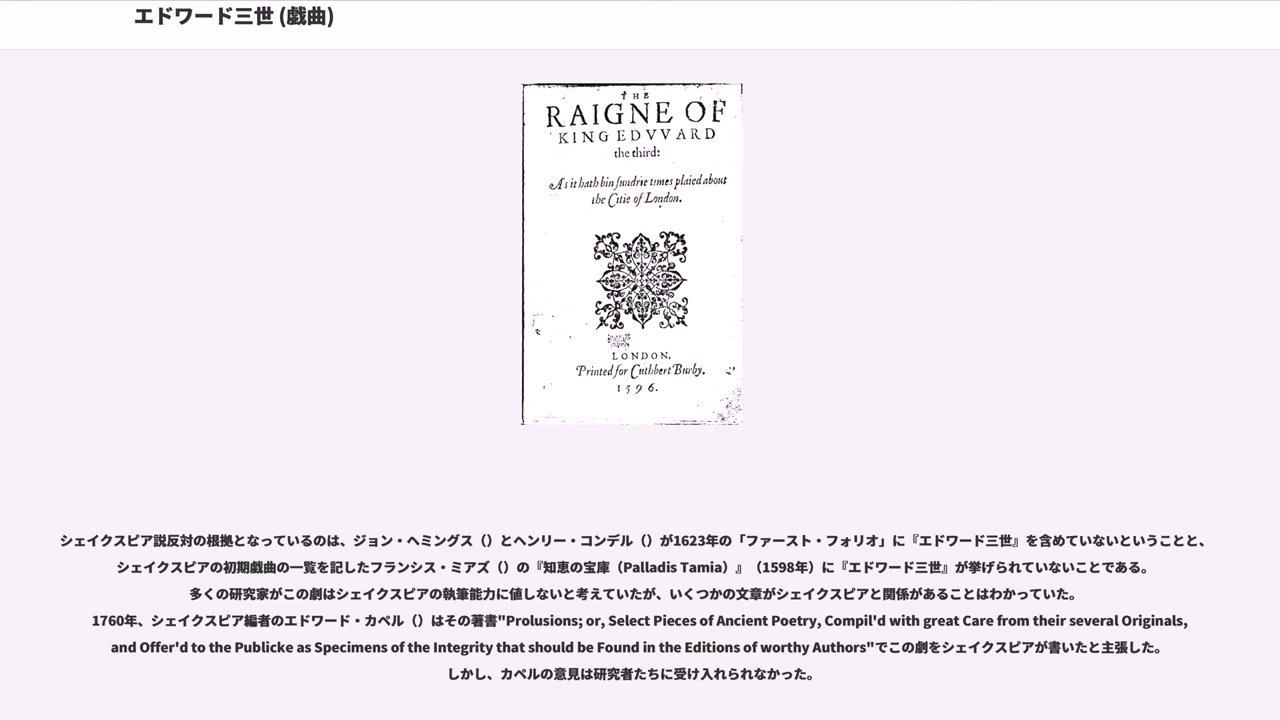 エドワード三世 (戯曲)
THE
RAIGNE OF
KING EDVVARD
the third:
As it hath bin sundrie times plaied about
the Citie of London.
LONDON,
Printed for Cuthbert Burby.
1596.
シェイクスピア説反対の根拠となっているのは、ジョン・ヘミングス（）とヘンリー・コンデル（）が1623年の「ファースト・フォリオ」に『エドワード三世』を含めていないということと、
シェイクスピアの初期戯曲の一覧を記したフランシス・ミアズ（）の『知恵の宝庫（Palladis Tamia）』（1598年）に『エドワード三世』が挙げられていないことである。
多くの研究家がこの劇はシェイクスピアの執筆能力に値しないと考えていたが、いくつかの文章がシェイクスピアと関係があることはわかっていた。
1760年、シェイクスピア編者のエドワード・カペル（）はその著書"Prolusions; or, Select Pieces of Ancient Poetry, Compil'd with great Care from their several Originals,
and Offer'd to the Publicke as Specimens of the Integrity that should be Found in the Editions of worthy Authors"でこの劇をシェイクスピアが書いたと主張した。
しかし、カペルの意見は研究者たちに受け入れられなかった。